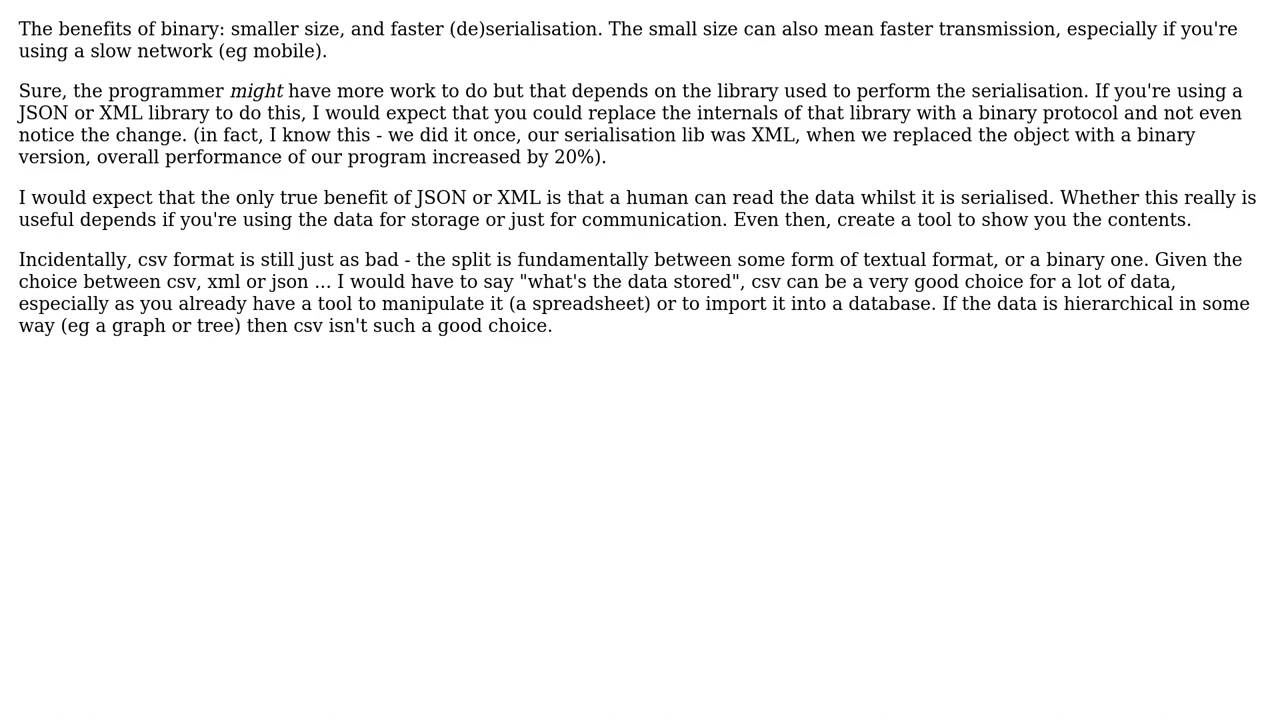 The benefits of binary: smaller size, and faster (de)serialisation. The small size can also mean faster transmission, especially if you're
using a slow network (eg mobile).
Sure, the programmer might have more work to do but that depends on the library used to perform the serialisation. If you're using a
JSON or XML library to do this, I would expect that you could replace the internals of that library with a binary protocol and not even
notice the change. (in fact, I know this - we did it once, our serialisation lib was XML, when we replaced the object with a binary
version, overall performance of our program increased by 20%).
I would expect that the only true benefit of JSON or XML is that a human can read the data whilst it is serialised. Whether this really is
useful depends if you're using the data for storage or just for communication. Even then, create a tool to show you the contents.
Incidentally, csv format is still just as bad - the split is fundamentally between some form of textual format, or a binary one. Given the
choice between csv, xml or json ... I would have to say "what's the data stored", csv can be a very good choice for a lot of data,
especially as you already have a tool to manipulate it (a spreadsheet) or to import it into a database. If the data is hierarchical in some
way (eg a graph or tree) then csv isn't such a good choice.